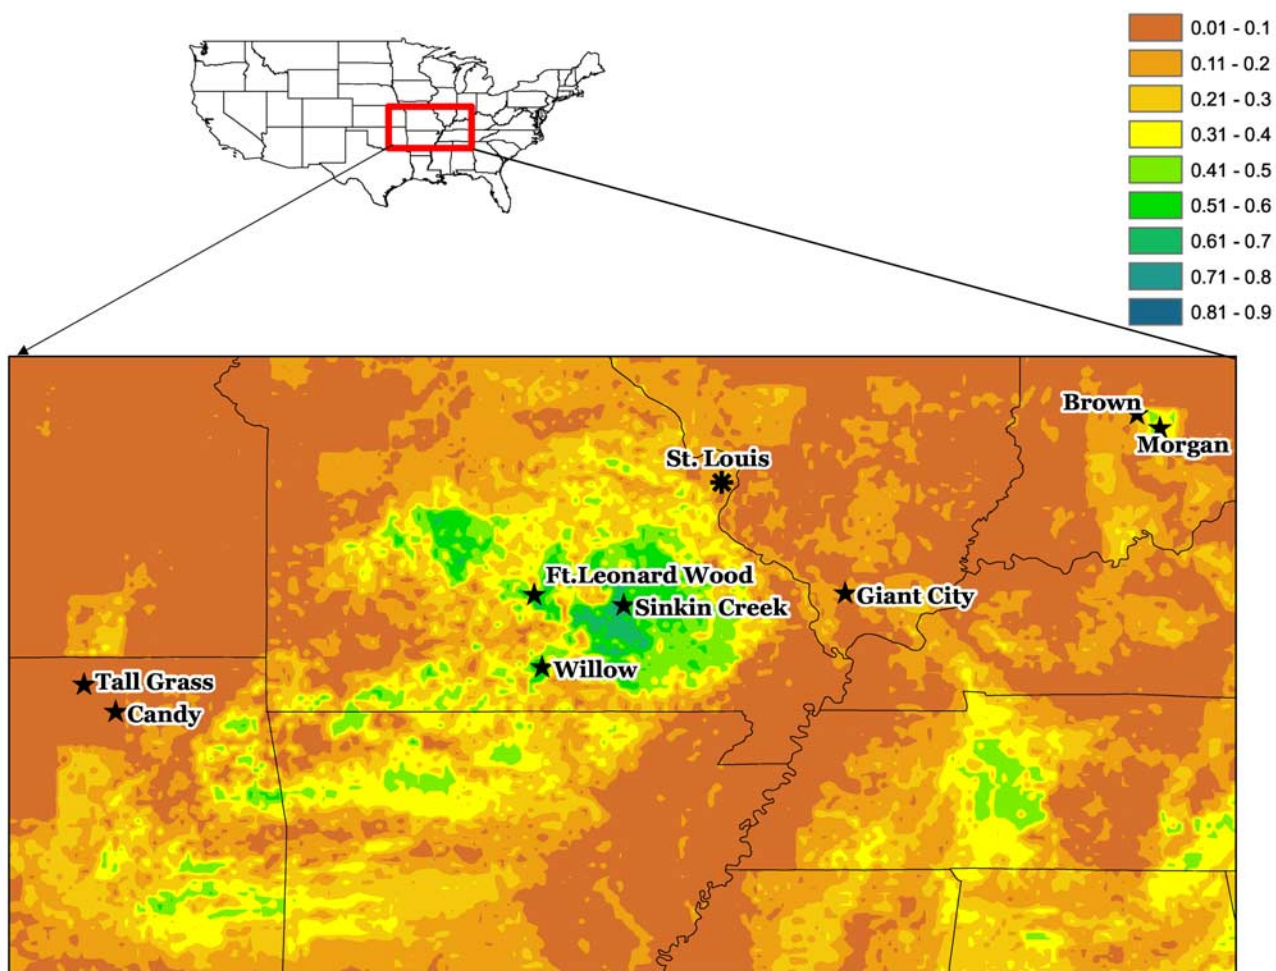 0.01 - 0.1
0.11 - 0.2
0.21 - 0.3
0.31 - 0.4
0.41 - 0.5
0.51 - 0.6
0.61 - 0.7
0.71 - 0.8
0.81 - 0.9
Brown
Morgan
St. Louis
Ft.Leonard Wood
Sinkin Creek
Giant City
Willow
Tall Grass
Candy